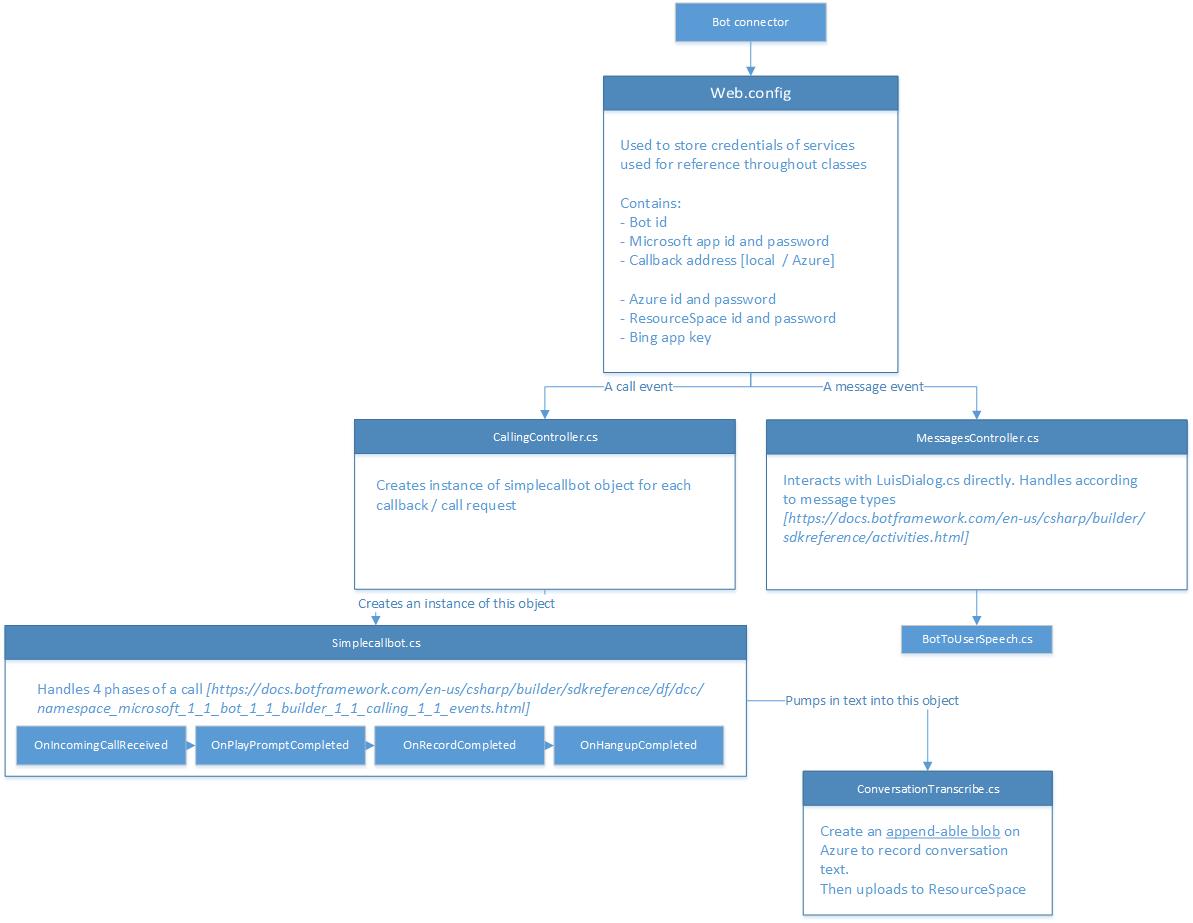 Bot connector
Web.config
Used to store credentials of services
used for reference throughout classes
Contains:
- Bot id
- Microsoft app id and password
- Callback address [local / Azure]
- Azure id and password
- ResourceSpace id and password
- Bing app key
A call event
A message event
CallingController.cs
Creates instance of simplecallbot object for each
callback / call request
MessagesController.cs
Interacts with LuisDialog.cs directly. Handles according
to message types
[https://docs.botframework.com/en-us/csharp/builder/
sdkreference/activities.html]
Creates an instance of this object
BotToUserSpeech.cs
Simplecallbot.cs
Handles 4 phases of a call [https://docs.botframework.com/en-us/csharp/builder/sdkreference/df/dcc/
namespace_microsoft_1_1_bot_1_1_builder_1_1_calling_1_1_events.html]
OnIncomingCallReceived
OnPlayPromptCompleted
OnRecordCompleted
OnHangupCompleted
Pumps in text into this object
ConversationTranscribe.cs
Create an append-able blob on
Azure to record conversation
text.
Then uploads to ResourceSpace